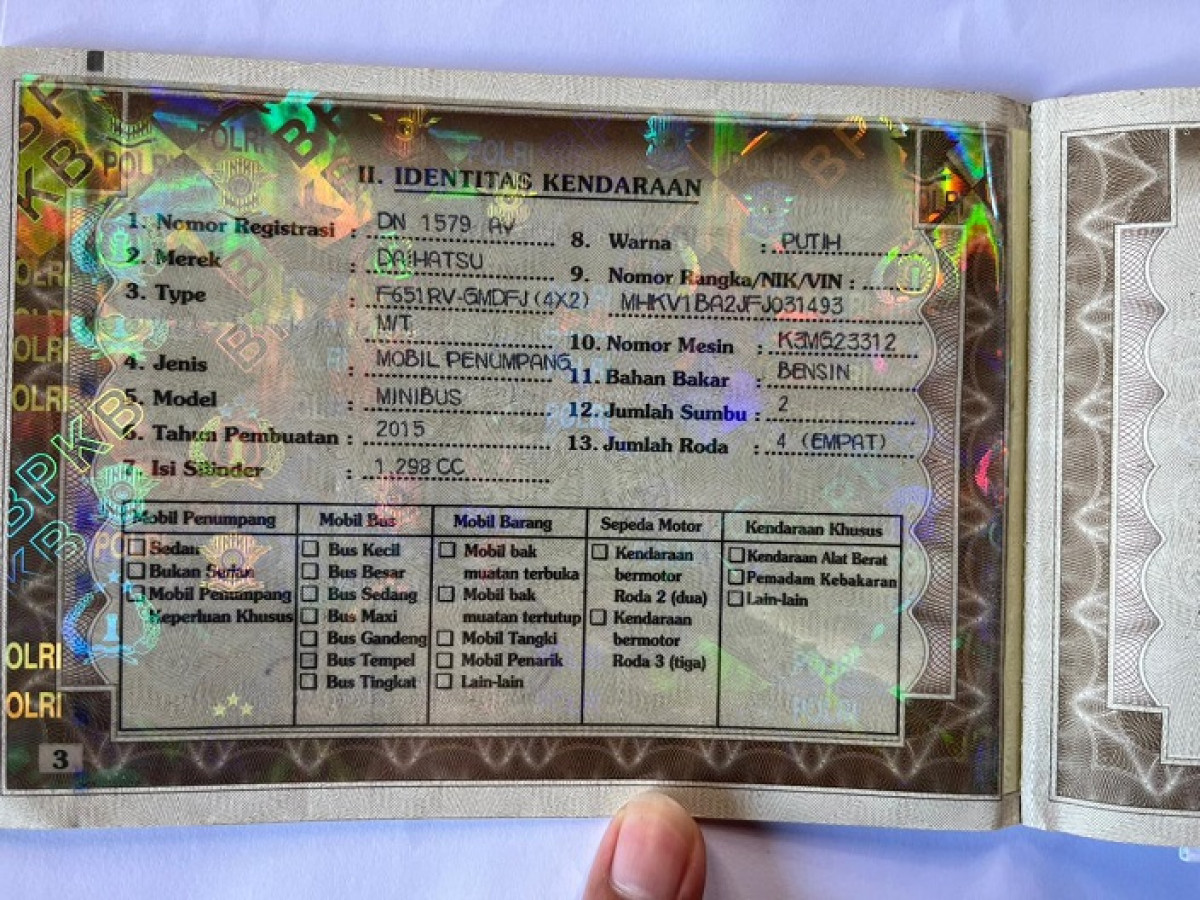 II. IDENTITAS KENDARAAN
1. Nomor Registrasi : DN 1579 AV
2. Merek : DAIHATSU
3. Type : F651RV-GMDFJ (4X2)
M/T
4. Jenis : MOBIL PENUMPANG
5. Model : MINIBUS
6. Tahun Pembuatan : 2015
7. Isi Silinder : 1,298 CC
8. Warna : PUTIH
9. Nomor Rangka/NIK/VIN :
MHKV1BA2JFJ031493
10. Nomor Mesin : K3MG23312
11. Bahan Bakar : BENSIN
12. Jumlah Sumbu : 2
13. Jumlah Roda : 4 (EMPAT)
Mobil Penumpang
Sedan
Bukan Sedan
Mobil Penumpang
Keperluan Khusus
Mobil Bus
Bus Kecil
Bus Besar
Bus Sedang
Bus Maxi
Bus Gandeng
Bus Tempel
Bus Tingkat
Mobil Barang
Mobil bak
muatan terbuka
Mobil bak
muatan tertutup
Mobil Tangki
Mobil Penarik
Lain-lain
Sepeda Motor
Kendaraan
bermotor
Roda 2 (dua)
Kendaraan
bermotor
Roda 3 (tiga)
Kendaraan Khusus
Kendaraan Alat Berat
Pemadam Kebakaran
Lain-lain
BPKB
POLRI
3